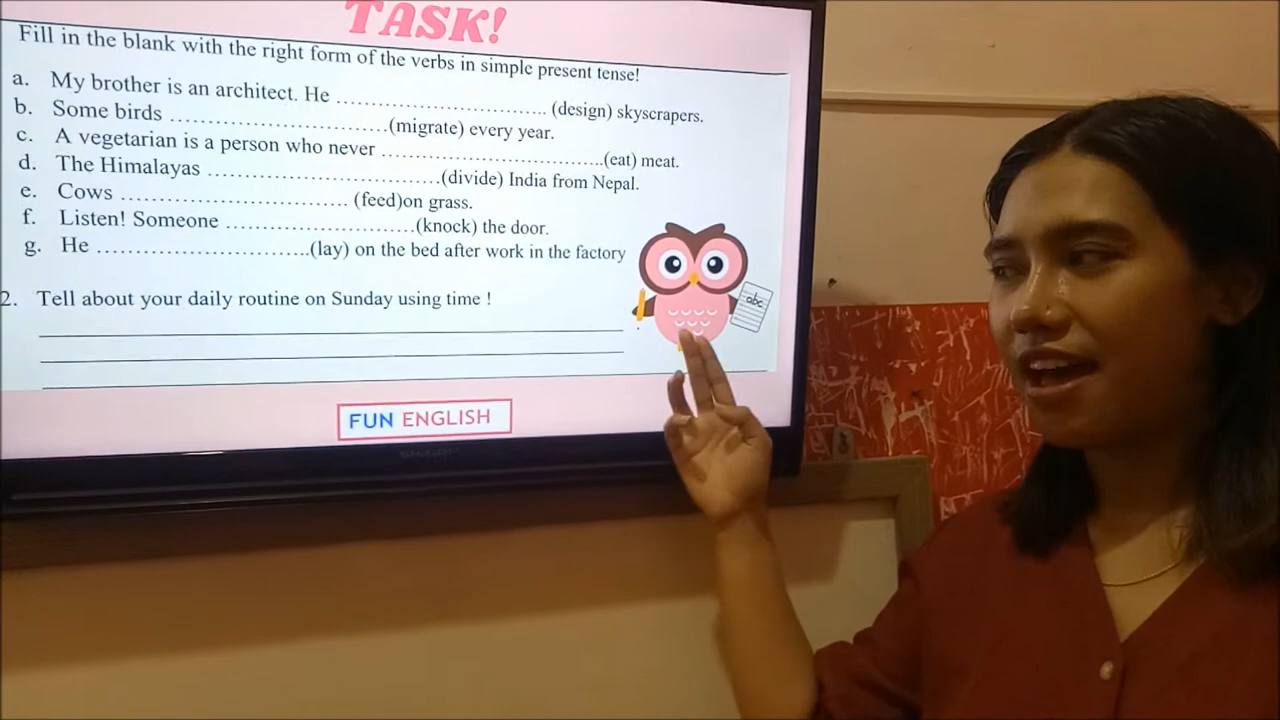 TASK!
Fill in the blank with the right form of the verbs in simple present tense!
a. My brother is an architect. He .............................. (design) skyscrapers.
b. Some birds ..............................(migrate) every year.
c. A vegetarian is a person who never ..............................(eat) meat.
d. The Himalayas ..............................(divide) India from Nepal.
e. Cows .............................. (feed)on grass.
f. Listen! Someone ..............................(knock) the door.
g. He ..............................(lay) on the bed after work in the factory
abc
2. Tell about your daily routine on Sunday using time !
FUN ENGLISH